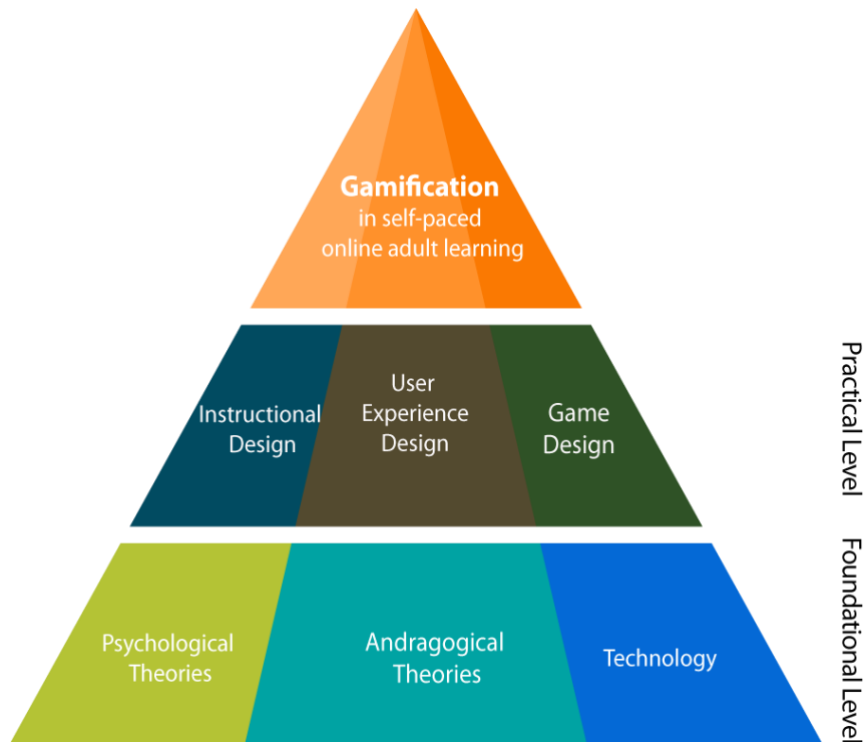 Gamification
in self-paced
online adult learning
Instructional
Design
User
Experience
Design
Game
Design
Practical Level
Psychological
Theories
Andragogical
Theories
Technology
Foundational Level